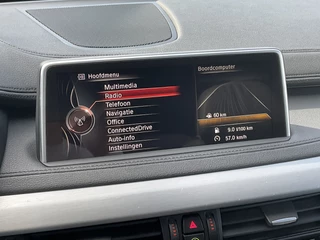 Hoofdmenu
Multimedia
Radio
Telefoon
Navigatie
Office
ConnectedDrive
Auto-info
Instellingen
Boordcomputer
60 km
9.0 l/100 km
57.0 km/h